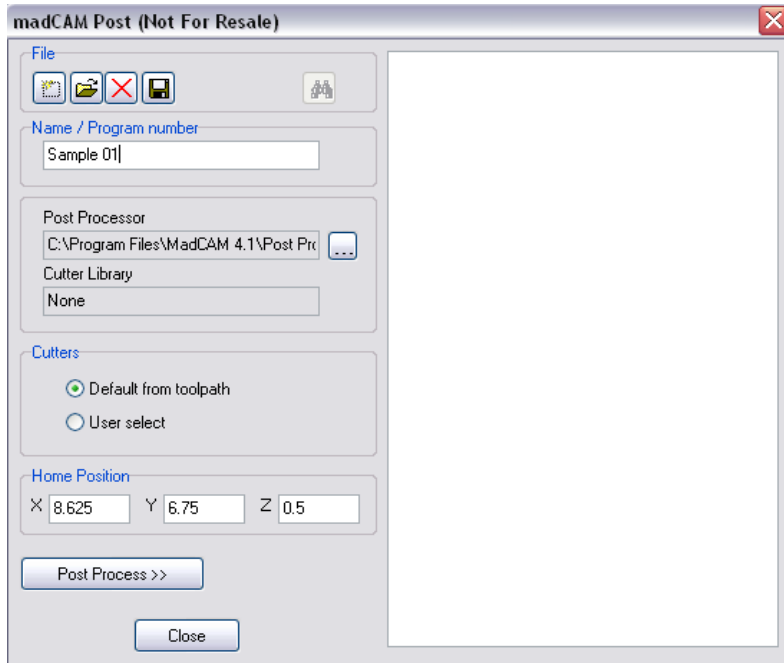 madCAM Post (Not For Resale)
File
Name / Program number
Sample 01
Post Processor
C:\Program Files\MadCAM 4.1\Post Pro
...
Cutter Library
None
Cutters
Default from toolpath
User select
Home Position
X 8.625 Y 6.75 Z 0.5
Post Process >>
Close